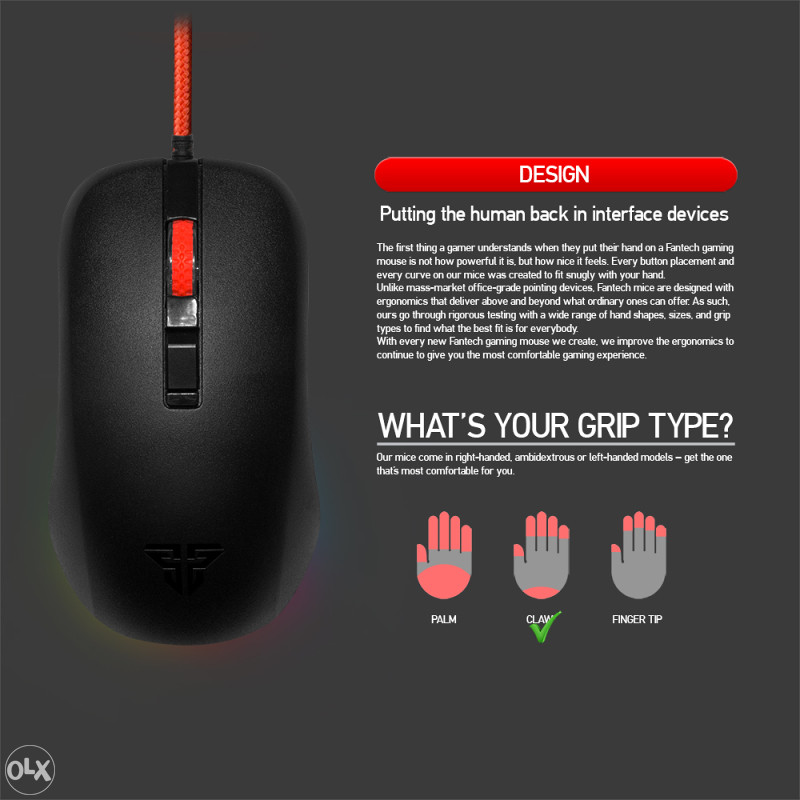 DESIGN
Putting the human back in interface devices
The first thing a gamer understands when they put their hand on a Fantech gaming
mouse is not how powerful it is, but how nice it feels. Every button placement and
every curve on our mice was created to fit snugly with your hand.
Unlike mass-market office-grade pointing devices, Fantech mice are designed with
ergonomics that deliver above and beyond what ordinary ones can offer. As such,
ours go through rigorous testing with a wide range of hand shapes, sizes, and grip
types to find what the best fit is for everybody.
With every new Fantech gaming mouse we create, we improve the ergonomics to
continue to give you the most comfortable gaming experience.
WHAT'S YOUR GRIP TYPE?
Our mice come in right-handed, ambidextrous or left-handed models – get the one
that's most comfortable for you.
PALM
CLAW
FINGER TIP
OLX